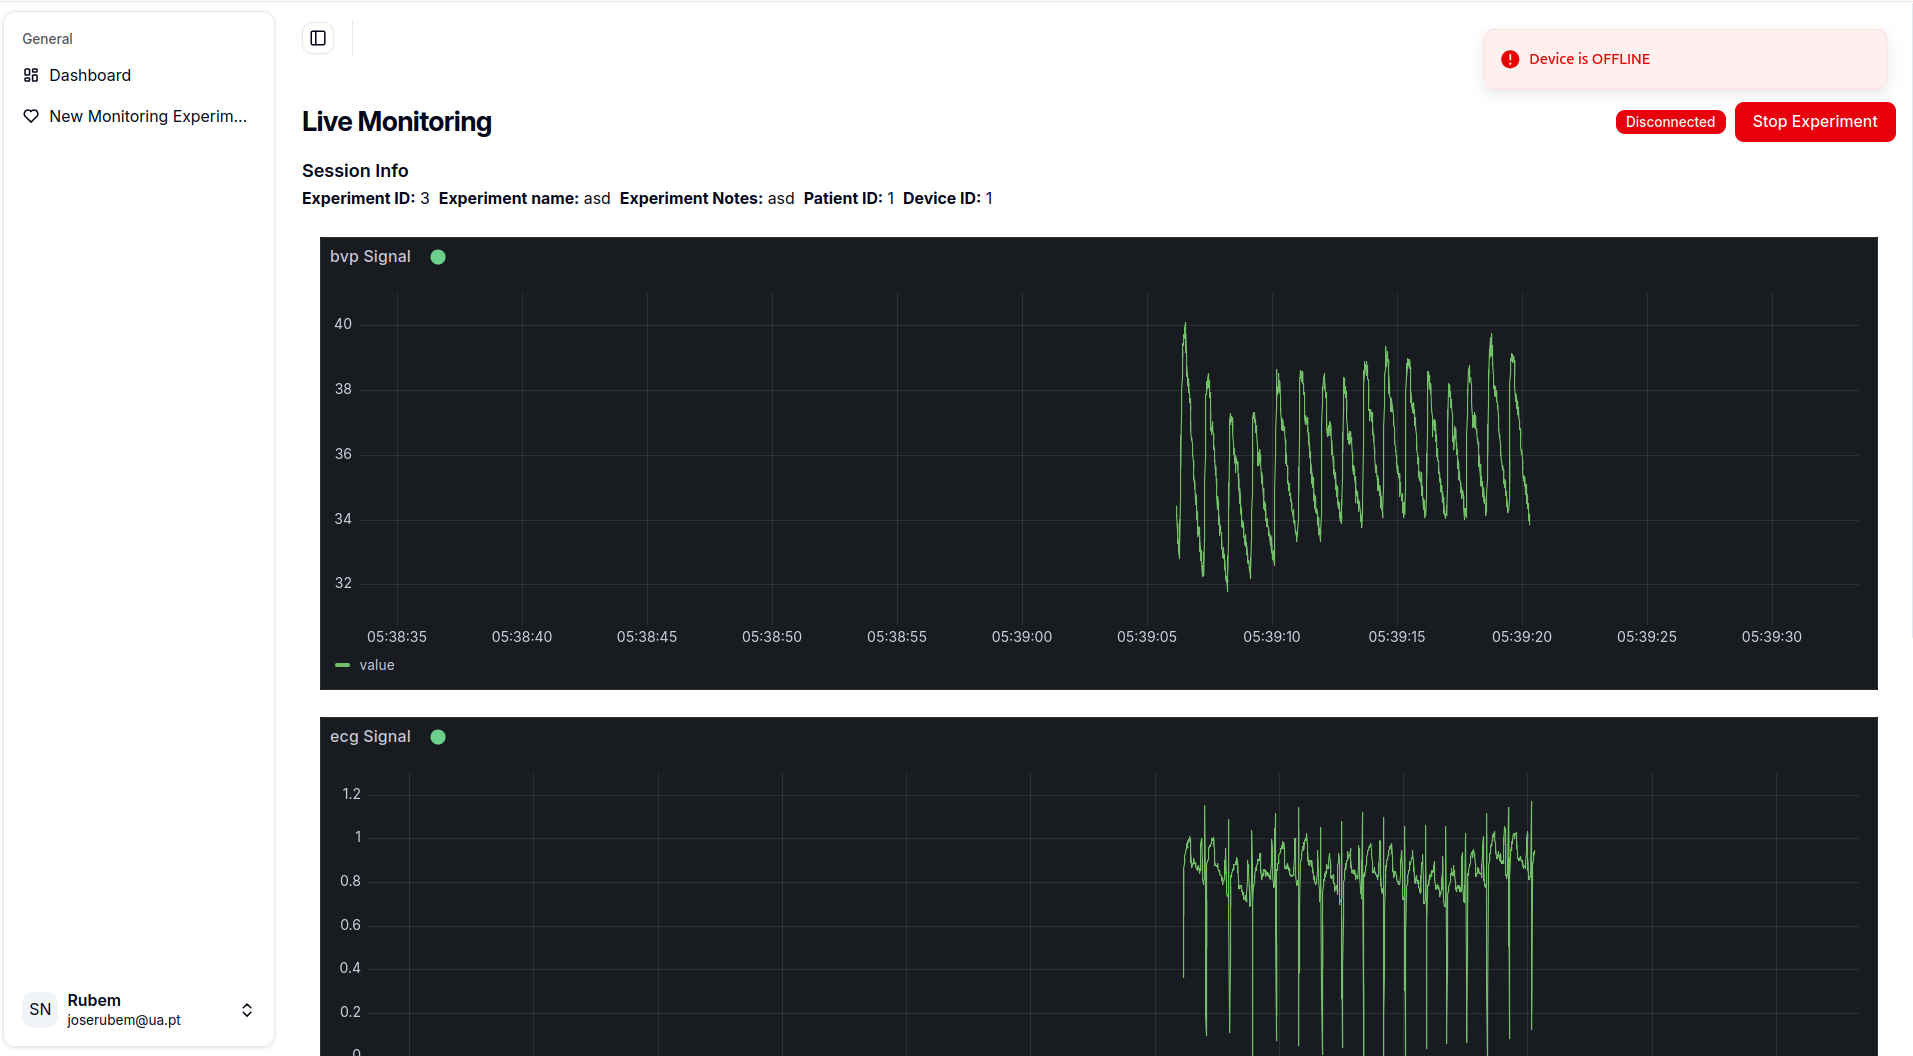 General
Dashboard
New Monitoring Experim...
Device is OFFLINE
Live Monitoring
Disconnected
Stop Experiment
Session Info
Experiment ID: 3 Experiment name: asd Experiment Notes: asd Patient ID: 1 Device ID: 1
bvp Signal
40
38
36
34
32
05:38:35 05:38:40 05:38:45 05:38:50 05:38:55 05:39:00 05:39:05 05:39:10 05:39:15 05:39:20 05:39:25 05:39:30
value
ecg Signal
1.2
1
0.8
0.6
0.4
0.2
0
SN
Rubem
joserubem@ua.pt